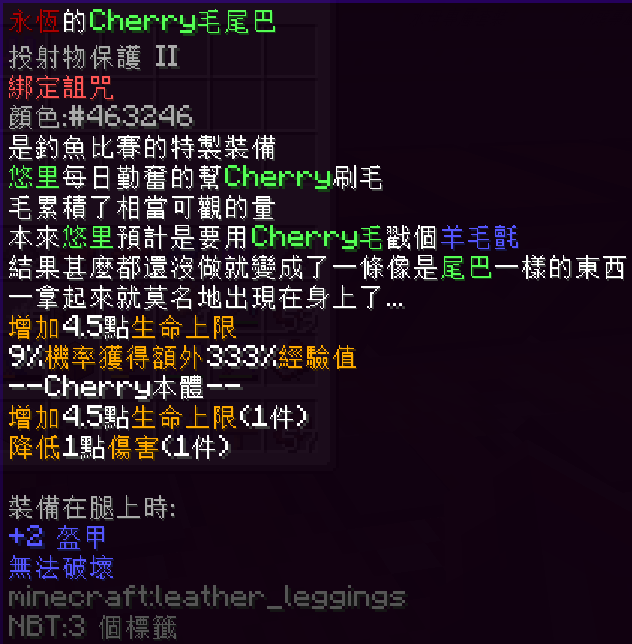 永恆的Cherry毛尾巴
投射物保護 II
綁定詛咒
顏色:#463246
是釣魚比賽的特製裝備
悠里每日勤奮的幫Cherry刷毛
毛累積了相當可觀的量
本來悠里預計是要用Cherry毛戳個羊毛氈
結果甚麼都還沒做就變成了一條像是尾巴一樣的東西
一拿起來就莫名地出現在身上了...
增加4.5點生命上限
9%機率獲得額外333%經驗值
--Cherry本體--
增加4.5點生命上限(1件)
降低1點傷害(1件)
裝備在腿上時:
+2 盔甲
無法破壞
minecraft:leather_leggings
NBT:3 個標籤